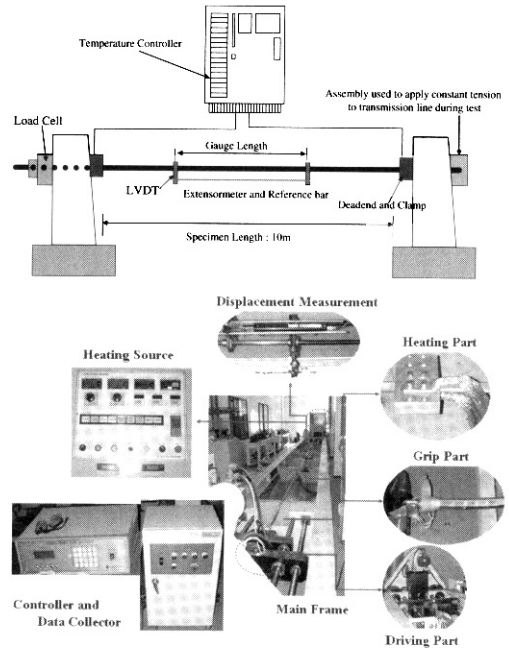 Temperature Controller
Assembly used to apply constant tension
to transmission line during test
Load Cell
Gauge Length
LVDT
Extensormeter and Reference bar
Deadend and Clamp
Specimen Length : 10m
Displacement Measurement
Heating Source
Heating Part
Grip Part
Controller and
Data Collector
Main Frame
Driving Part